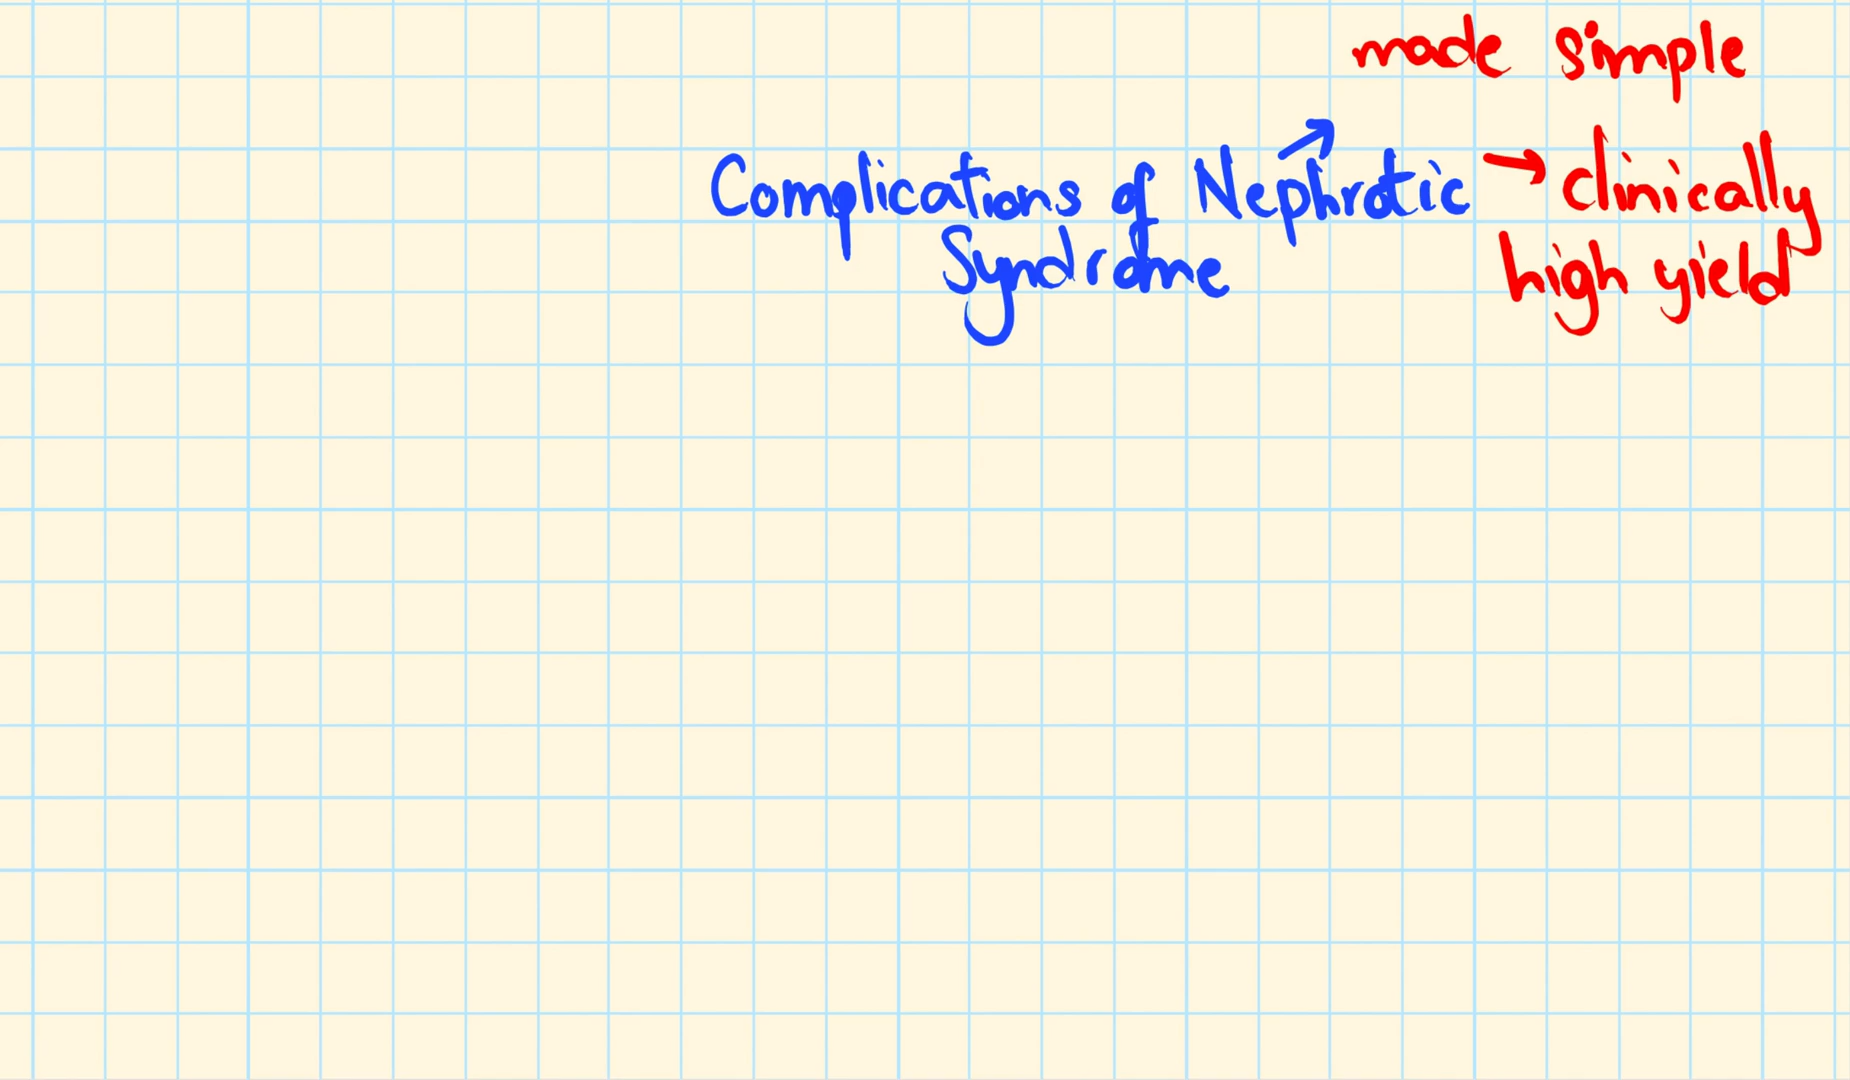 made simple
Complications of Nephrotic → clinically
Syndrome
high yield